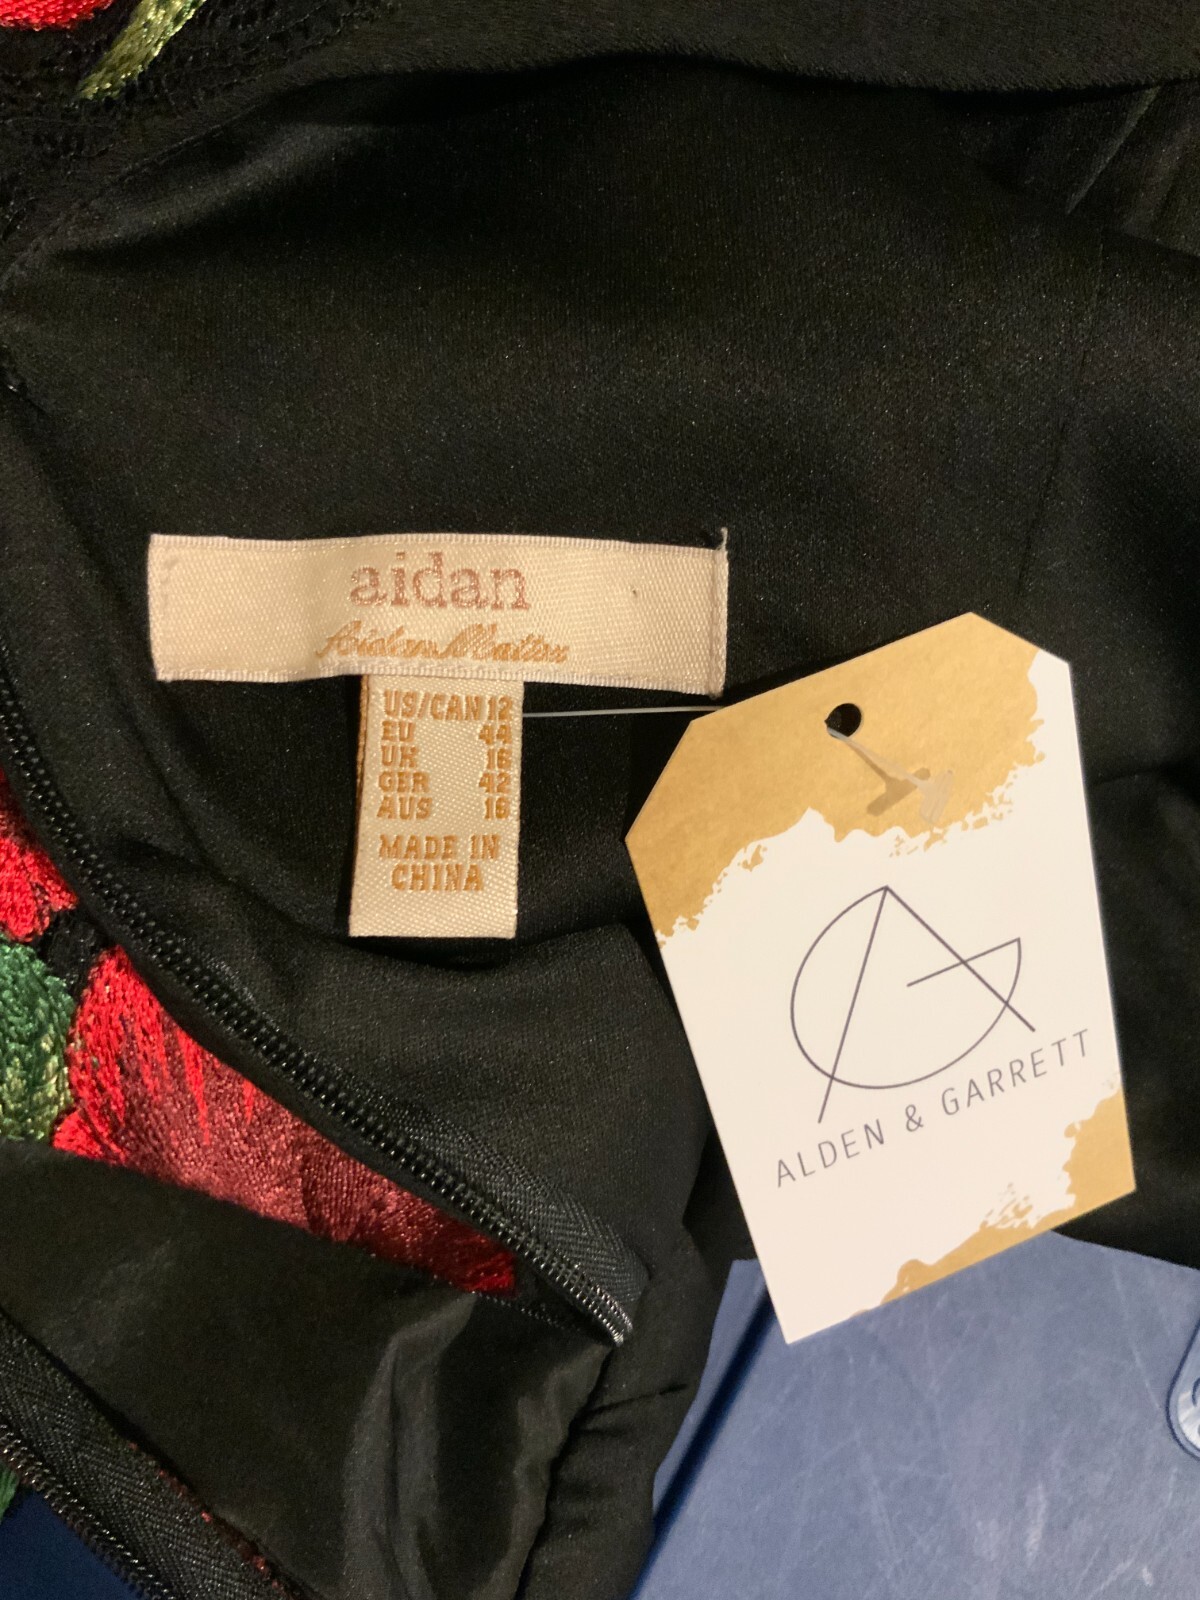 aidan
Aidan Mattox
US/CAN 12
EU 44
UK 16
GER 42
AUS 16
MADE IN
CHINA
AG
ALDEN & GARRETT